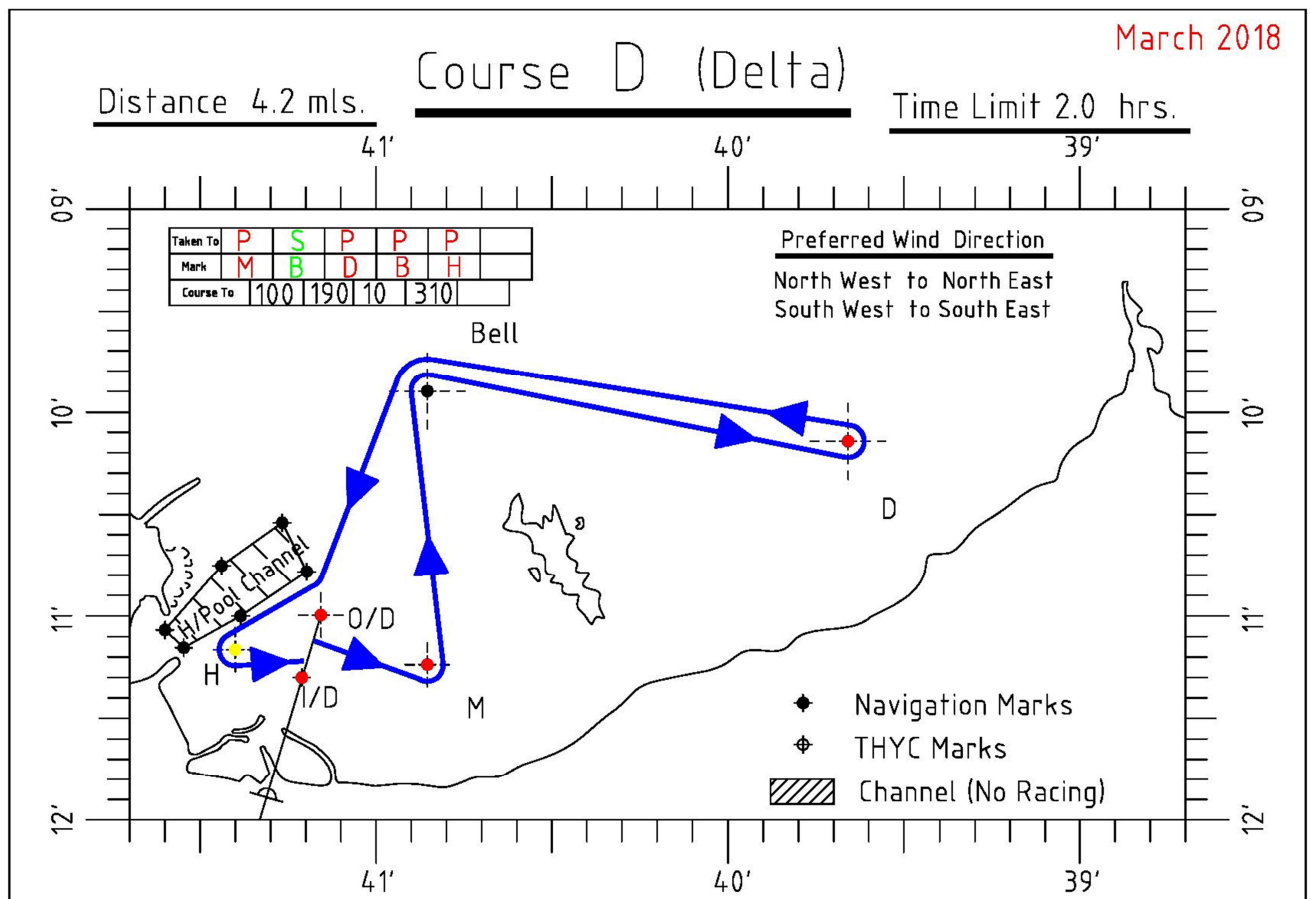 March 2018
Course D (Delta)
Distance 4.2 mls.
Time Limit 2.0 hrs.
41' 40' 39'
09' 09'
Taken To P S P P P
Mark M B D B H
Course To 100 190 10 310
Preferred Wind Direction
North West to North East
South West to South East
Bell
10' 10'
D
H/Pool Channel
11' 11'
O/D
H
I/D
M
Navigation Marks
THYC Marks
Channel (No Racing)
12' 12'
41' 40' 39'